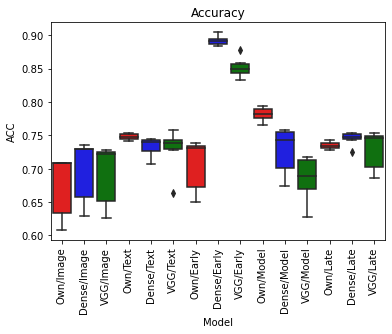 Accuracy
0.90
0.85
0.80
0.75
0.70
0.65
0.60
ACC
Own/Image
Dense/Image
VGG/Image
Own/Text
Dense/Text
VGG/Text
Own/Early
Dense/Early
VGG/Early
Own/Model
Dense/Model
VGG/Model
Own/Late
Dense/Late
VGG/Late
Model